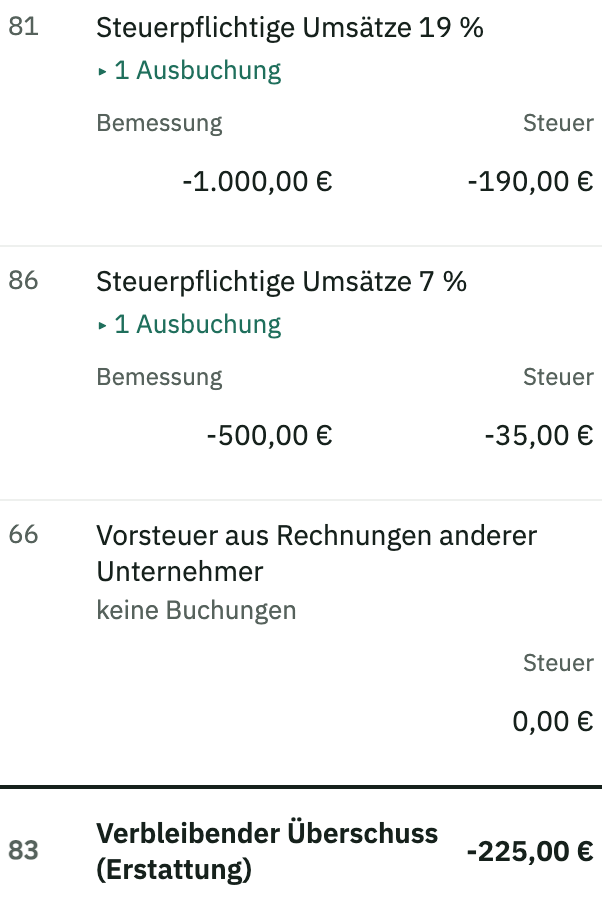 81 Steuerpflichtige Umsätze 19 %
▸ 1 Ausbuchung
Bemessung Steuer
-1.000,00 € -190,00 €
86 Steuerpflichtige Umsätze 7 %
▸ 1 Ausbuchung
Bemessung Steuer
-500,00 € -35,00 €
66 Vorsteuer aus Rechnungen anderer
Unternehmer
keine Buchungen
Steuer
0,00 €
83 Verbleibender Überschuss -225,00 €
(Erstattung)